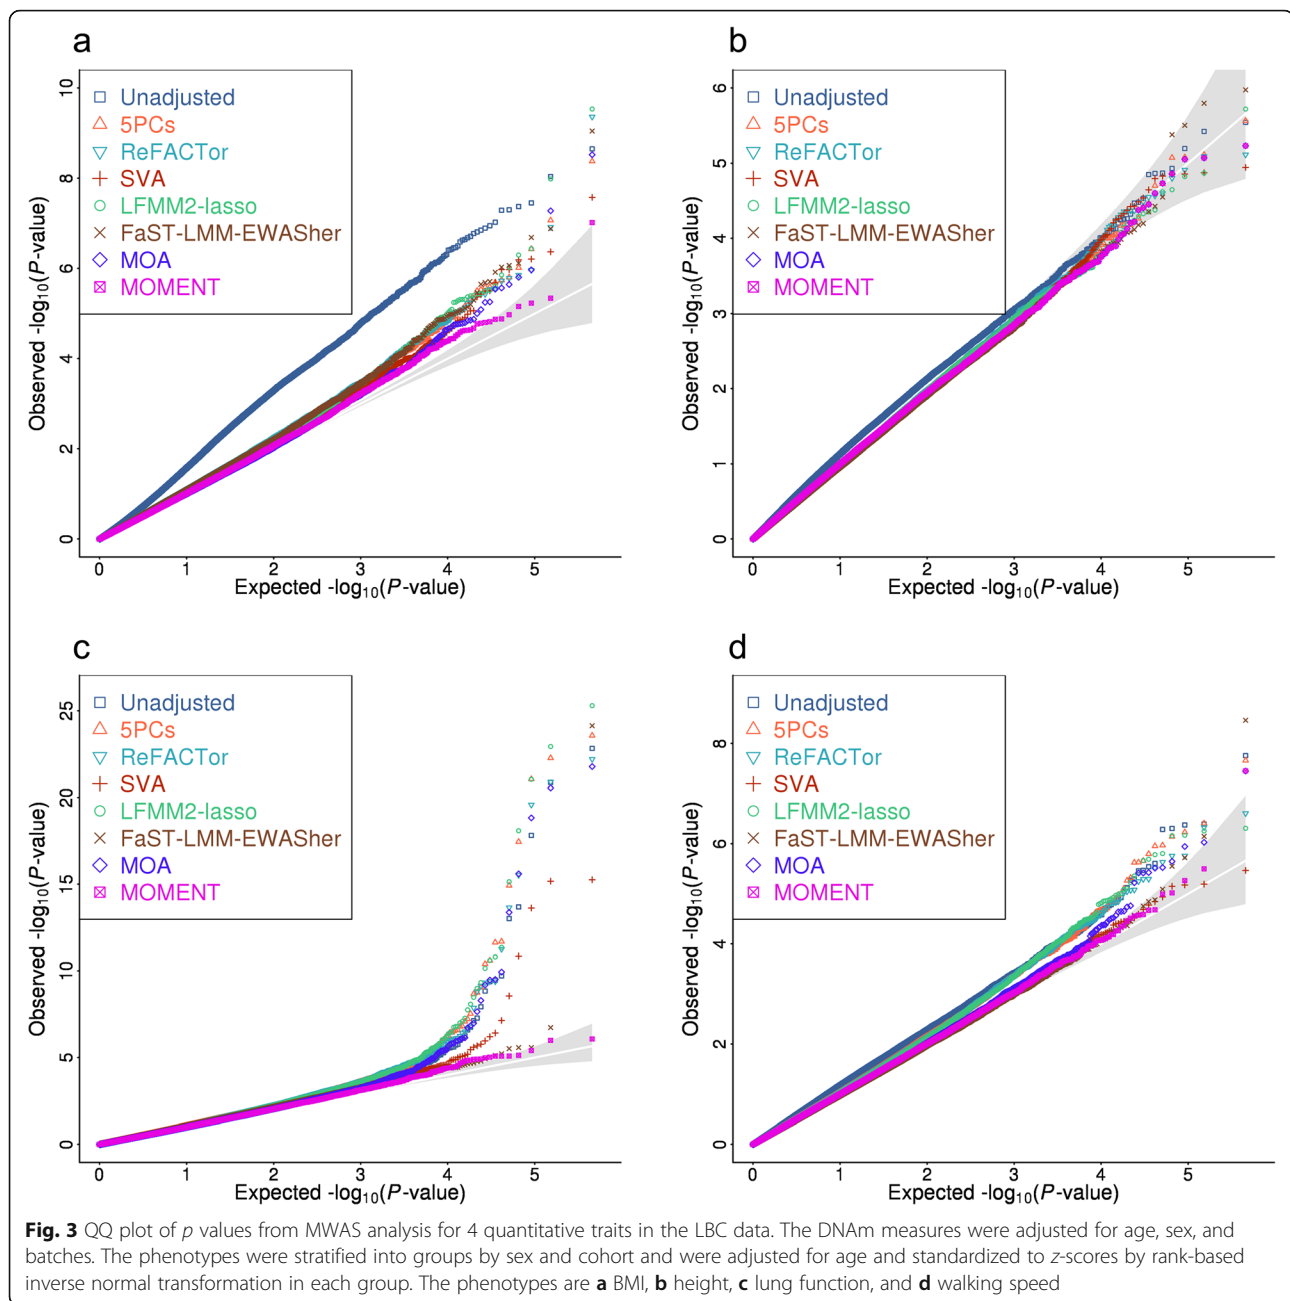 a
10
8
6
4
2
0
Observed -log10(P-value)
Unadjusted
5PCs
ReFACTor
SVA
LFMM2-lasso
FaST-LMM-EWASher
MOA
MOMENT
0 1 2 3 4 5
Expected -log10(P-value)
b
6
5
4
3
2
1
0
Observed -log10(P-value)
Unadjusted
5PCs
ReFACTor
SVA
LFMM2-lasso
FaST-LMM-EWASher
MOA
MOMENT
0 1 2 3 4 5
Expected -log10(P-value)
c
25
20
15
10
5
0
Observed -log10(P-value)
Unadjusted
5PCs
ReFACTor
SVA
LFMM2-lasso
FaST-LMM-EWASher
MOA
MOMENT
0 1 2 3 4 5
Expected -log10(P-value)
d
8
6
4
2
0
Observed -log10(P-value)
Unadjusted
5PCs
ReFACTor
SVA
LFMM2-lasso
FaST-LMM-EWASher
MOA
MOMENT
0 1 2 3 4 5
Expected -log10(P-value)
Fig. 3 QQ plot of p values from MWAS analysis for 4 quantitative traits in the LBC data. The DNAm measures were adjusted for age, sex, and
batches. The phenotypes were stratified into groups by sex and cohort and were adjusted for age and standardized to z-scores by rank-based
inverse normal transformation in each group. The phenotypes are a BMI, b height, c lung function, and d walking speed